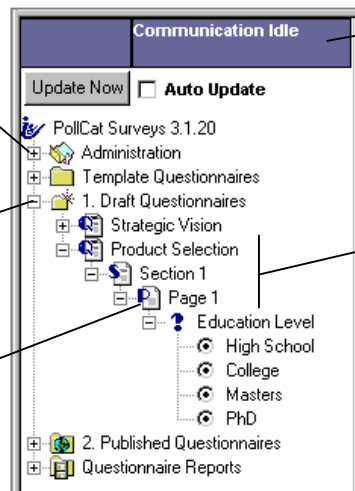 Communication Idle
Update Now Auto Update
PollCat Surveys 3.1.20
Administration
Template Questionnaires
1. Draft Questionnaires
Strategic Vision
Product Selection
Section 1
Page 1
Education Level
High School
College
Masters
PhD
2. Published Questionnaires
Questionnaire Reports